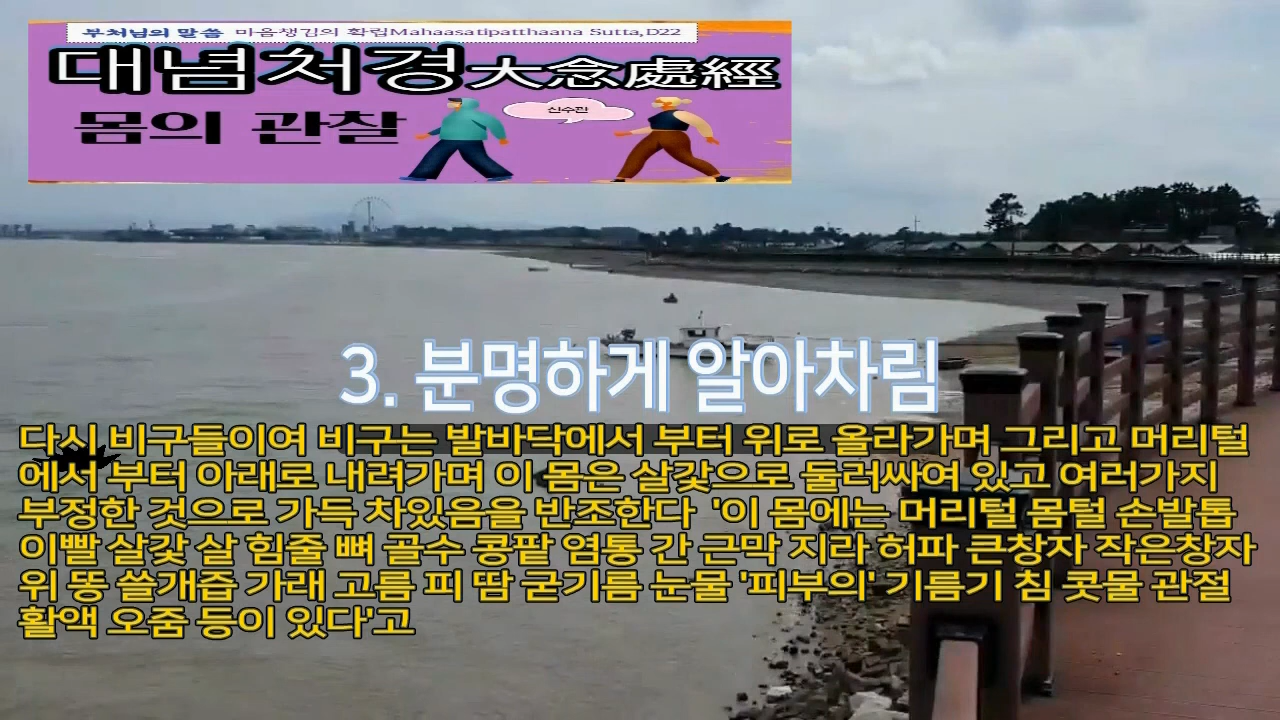 부처님의 말씀 마음챙김의 확립Mahaasatipatthaana Sutta,D22
대념처경大念處經
몸의 관찰
신수관
3. 분명하게 알아차림
다시 비구들이여 비구는 발바닥에서 부터 위로 올라가며 그리고 머리털
에서 부터 아래로 내려가며 이 몸은 살갗으로 둘러싸여 있고 여러가지
부정한 것으로 가득 차있음을 반조한다 '이 몸에는 머리털 몸털 손발톱
이빨 살갗 살 힘줄 뼈 골수 콩팥 염통 간 근막 지라 허파 큰창자 작은창자
위 똥 쓸개즙 가래 고름 피 땀 굳기름 눈물 '피부의' 기름기 침 콧물 관절
활액 오줌 등이 있다'고